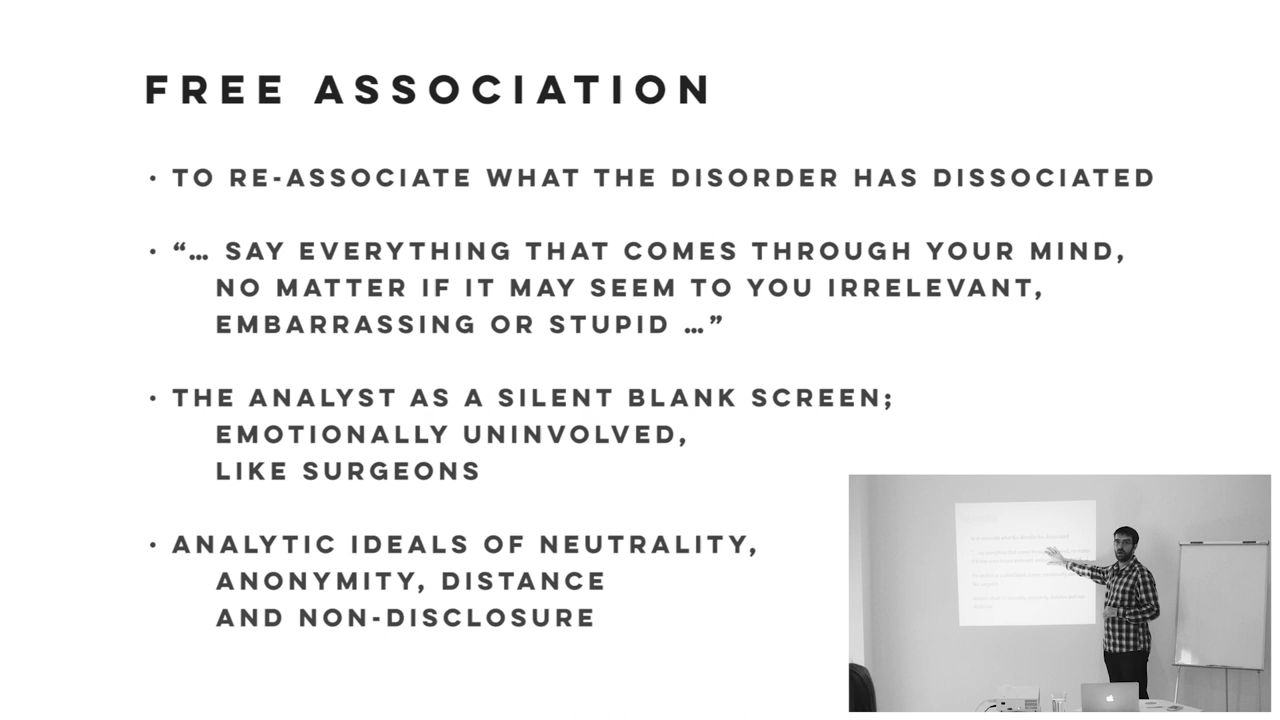 FREE ASSOCIATION
• TO RE-ASSOCIATE WHAT THE DISORDER HAS DISSOCIATED
• “… SAY EVERYTHING THAT COMES THROUGH YOUR MIND,
NO MATTER IF IT MAY SEEM TO YOU IRRELEVANT,
EMBARRASSING OR STUPID …”
• THE ANALYST AS A SILENT BLANK SCREEN;
EMOTIONALLY UNINVOLVED,
LIKE SURGEONS
• ANALYTIC IDEALS OF NEUTRALITY,
ANONYMITY, DISTANCE
AND NON-DISCLOSURE